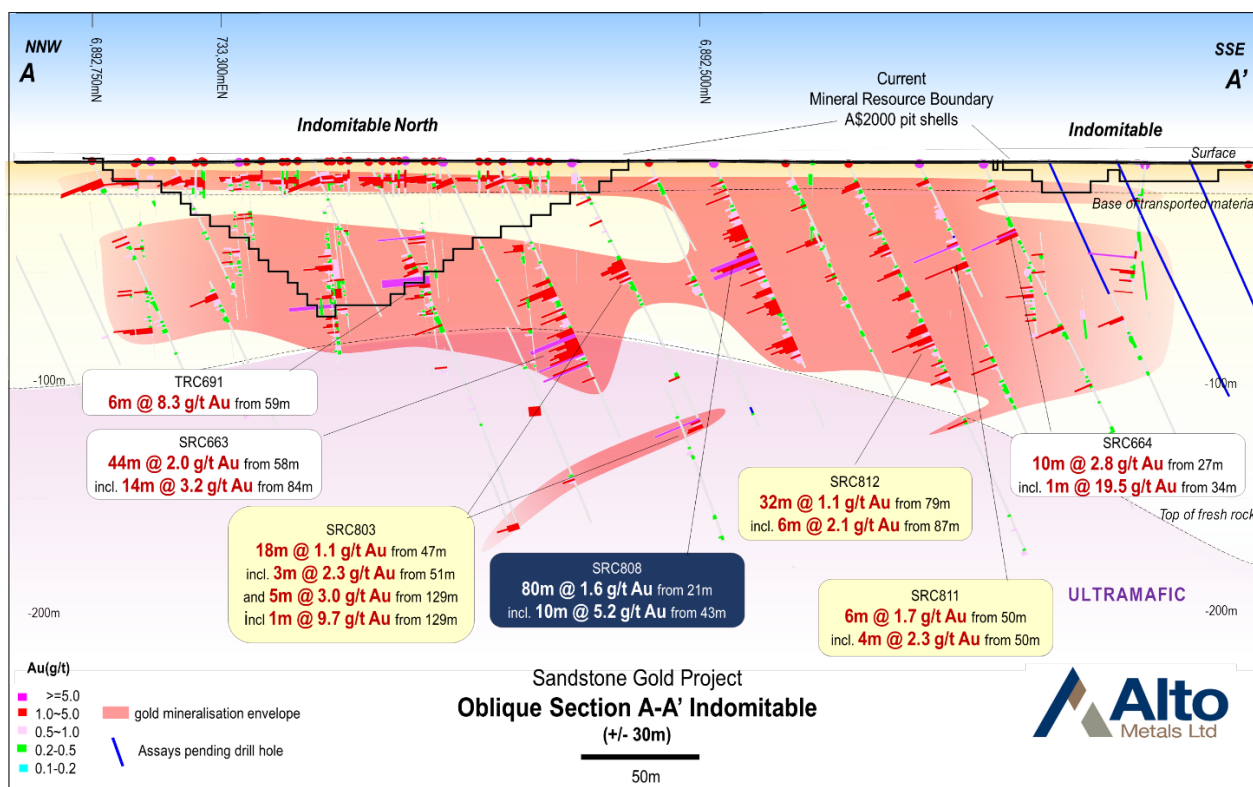 NNW
A
6,892,750mN
733,300mEN
6,892,500mN
SSE
A'
Current
Mineral Resource Boundary
A$2000 pit shells
Indomitable North
Indomitable
Surface
Base of transported material
-100m
-100m
TRC691
6m @ 8.3 g/t Au from 59m
SRC663
44m @ 2.0 g/t Au from 58m
incl. 14m @ 3.2 g/t Au from 84m
SRC803
18m @ 1.1 g/t Au from 47m
incl. 3m @ 2.3 g/t Au from 51m
and 5m @ 3.0 g/t Au from 129m
incl 1m @ 9.7 g/t Au from 129m
SRC808
80m @ 1.6 g/t Au from 21m
incl. 10m @ 5.2 g/t Au from 43m
SRC812
32m @ 1.1 g/t Au from 79m
incl. 6m @ 2.1 g/t Au from 87m
SRC811
6m @ 1.7 g/t Au from 50m
incl. 4m @ 2.3 g/t Au from 50m
SRC664
10m @ 2.8 g/t Au from 27m
incl. 1m @ 19.5 g/t Au from 34m
Top of fresh rock
ULTRAMAFIC
-200m
-200m
Au(g/t)
>=5.0
1.0~5.0
0.5~1.0
0.2-0.5
0.1-0.2
gold mineralisation envelope
Assays pending drill hole
Sandstone Gold Project
Oblique Section A-A' Indomitable
(+/- 30m)
50m
Alto
Metals Ltd